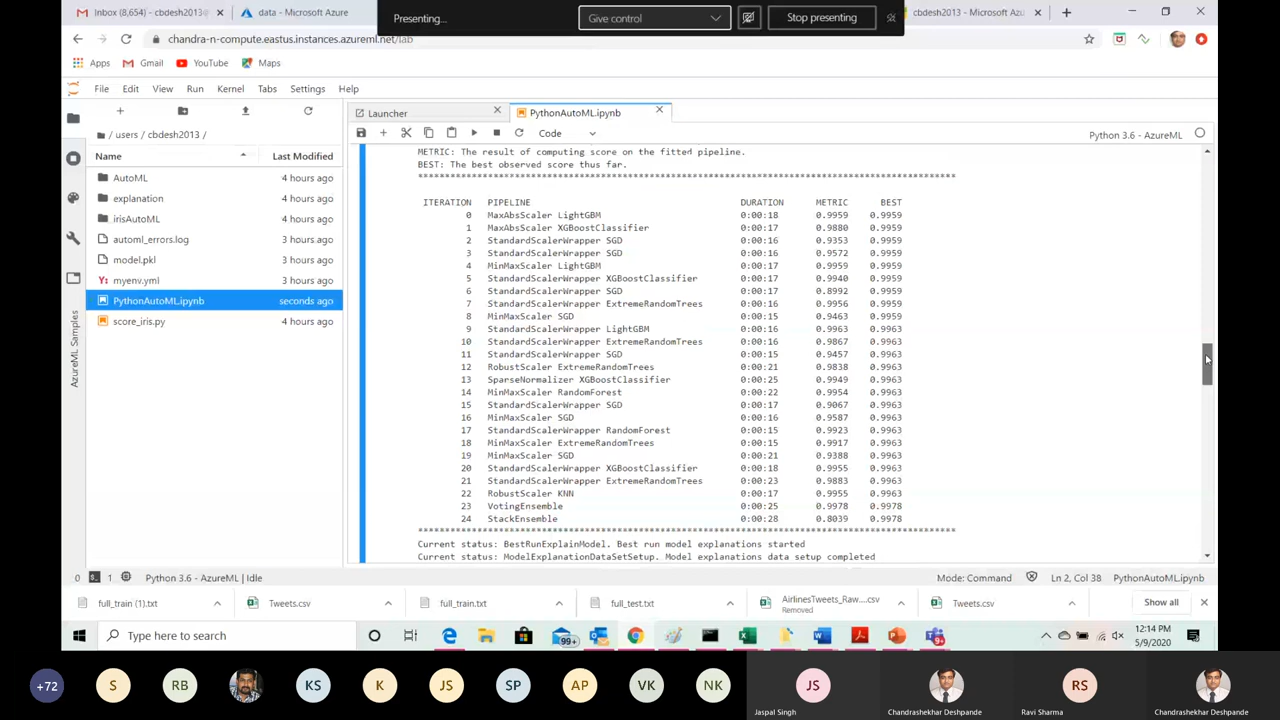 Inbox (8,654) - cbdesh2013@
data - Microsoft Azure
Presenting...
Give control
Stop presenting
cbdesh2013 - Microsoft Azu
chandra-n-compute.eastus.instances.azureml.net/lab
Apps
Gmail
YouTube
Maps
File Edit View Run Kernel Tabs Settings Help
Launcher
PythonAutoML.ipynb
/ users / cbdesh2013 /
Code
Python 3.6 - AzureML
Name
Last Modified
AutoML 4 hours ago
explanation 4 hours ago
irisAutoML 4 hours ago
automl_errors.log 3 hours ago
model.pkl 4 hours ago
myenv.yml 3 hours ago
PythonAutoML.ipynb seconds ago
score_iris.py 4 hours ago
AzureML Samples
METRIC: The result of computing score on the fitted pipeline.
BEST: The best observed score thus far.
ITERATION PIPELINE DURATION METRIC BEST
0 MaxAbsScaler LightGBM 0:00:18 0.9959 0.9959
1 MaxAbsScaler XGBoostClassifier 0:00:17 0.9880 0.9959
2 StandardScalerWrapper SGD 0:00:16 0.9353 0.9959
3 StandardScalerWrapper SGD 0:00:16 0.9572 0.9959
4 MinMaxScaler LightGBM 0:00:17 0.9959 0.9959
5 StandardScalerWrapper XGBoostClassifier 0:00:16 0.9940 0.9959
6 StandardScalerWrapper SGD 0:00:17 0.8892 0.9959
7 StandardScalerWrapper ExtremeRandomTrees 0:00:16 0.9956 0.9959
8 MinMaxScaler SGD 0:00:15 0.9463 0.9959
9 StandardScalerWrapper LightGBM 0:00:16 0.9963 0.9963
10 StandardScalerWrapper ExtremeRandomTrees 0:00:16 0.9867 0.9963
11 StandardScalerWrapper SGD 0:00:15 0.9457 0.9963
12 RobustScaler ExtremeRandomTrees 0:00:21 0.9838 0.9963
13 SparseNormalizer XGBoostClassifier 0:00:25 0.9949 0.9963
14 MinMaxScaler RandomForest 0:00:22 0.9954 0.9963
15 StandardScalerWrapper SGD 0:00:17 0.9067 0.9963
16 MinMaxScaler SGD 0:00:16 0.9587 0.9963
17 StandardScalerWrapper RandomForest 0:00:15 0.9923 0.9963
18 MinMaxScaler ExtremeRandomTrees 0:00:15 0.9917 0.9963
19 MinMaxScaler SGD 0:00:21 0.9388 0.9963
20 StandardScalerWrapper XGBoostClassifier 0:00:18 0.9955 0.9963
21 StandardScalerWrapper ExtremeRandomTrees 0:00:23 0.9883 0.9963
22 RobustScaler KNN 0:00:17 0.9955 0.9963
23 VotingEnsemble 0:00:25 0.9978 0.9978
24 StackEnsemble 0:00:28 0.8039 0.9978
Current status: BestRunExplainModel. Best run model explanations started
Current status: ModelExplanationDataSetSetup. Model explanations data setup completed
0 1 Python 3.6 - AzureML | Idle
Mode: Command
Ln 2, Col 38
PythonAutoML.ipynb
full_train (1).txt
Tweets.csv
full_train.txt
full_test.txt
AirlinesTweets_Raw....csv
Removed
Tweets.csv
Show all
Type here to search
99+
9+
12:14 PM
5/9/2020
+72 S RB KS K JS SP AP VK NK JS RS
Jaspal Singh
Chandrashekhar Deshpande
Ravi Sharma
Chandrashekhar Deshpande